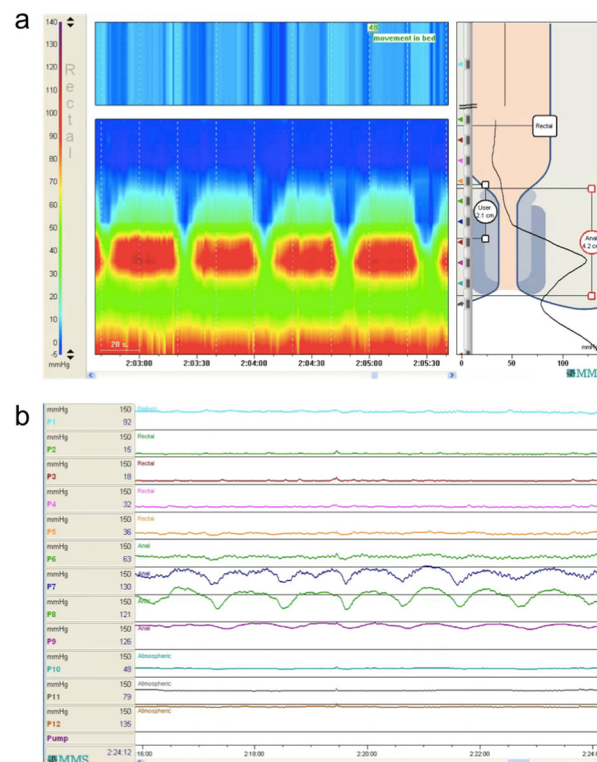 a
140
130
120
110
100
90
80
70
60
50
40
30
20
10
0
-5
mmHg
Rectal
48
movement in bed
20 s.
2:03:00
2:03:30
2:04:00
2:04:30
2:05:00
2:05:30
Rectal
User
2.1 cm
Anal
4.2 cm
0
50
100
mmHg
MMS
b
mmHg 150
P1 92
mmHg 150 Rectal
P2 15
mmHg 150 Rectal
P3 18
mmHg 150 Rectal
P4 32
mmHg 150 Rectal
P5 36
mmHg 150 Anal
P6 63
mmHg 150 Anal
P7 130
mmHg 150 Anal
P8 121
mmHg 150 Anal
P9 126
mmHg 150 Atmospheric
P10 48
mmHg 150 Atmospheric
P11 79
mmHg 150 Atmospheric
P12 135
Pump
2:24:12
MMS
2:18:00
2:20:00
2:22:00